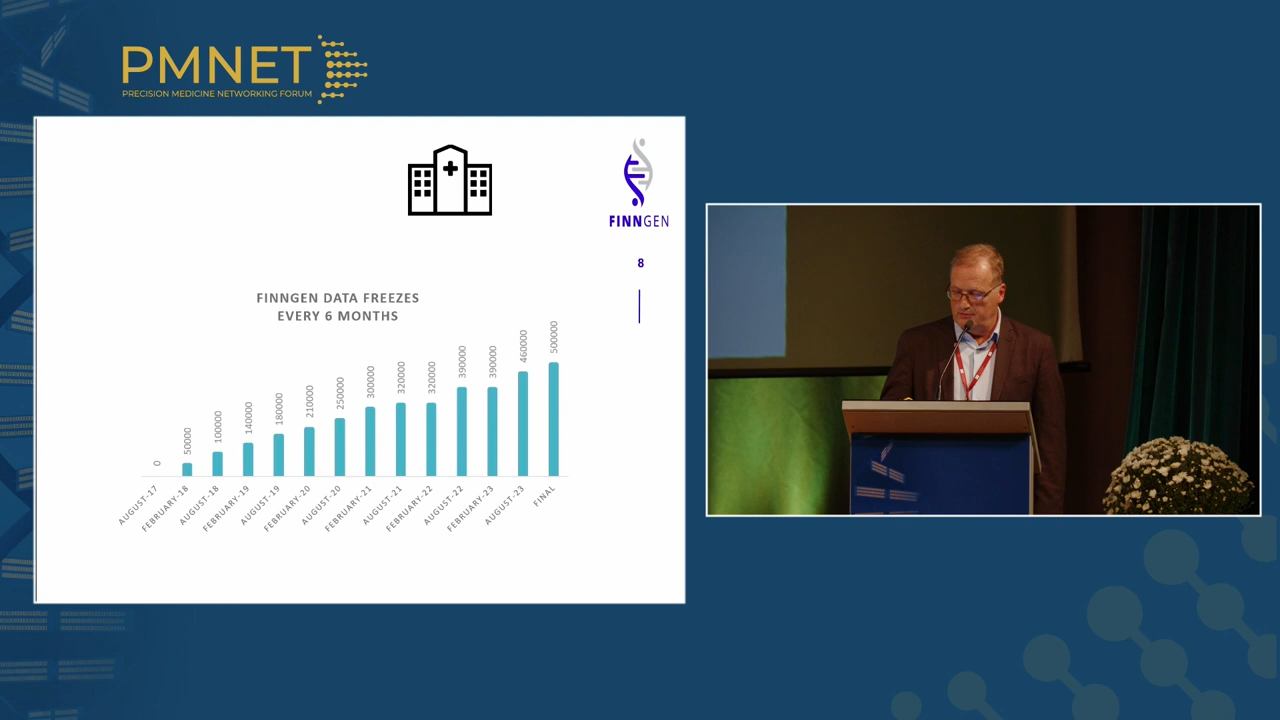 PMNET
PRECISION MEDICINE NETWORKING FORUM
FINNGEN
8
FINNGEN DATA FREEZES
EVERY 6 MONTHS
0
50000
100000
140000
180000
210000
250000
300000
320000
320000
390000
390000
460000
500000
AUGUST-17
FEBRUARY-18
AUGUST-18
FEBRUARY-19
AUGUST-19
FEBRUARY-20
AUGUST-20
FEBRUARY-21
AUGUST-21
FEBRUARY-22
AUGUST-22
FEBRUARY-23
AUGUST-23
FINAL